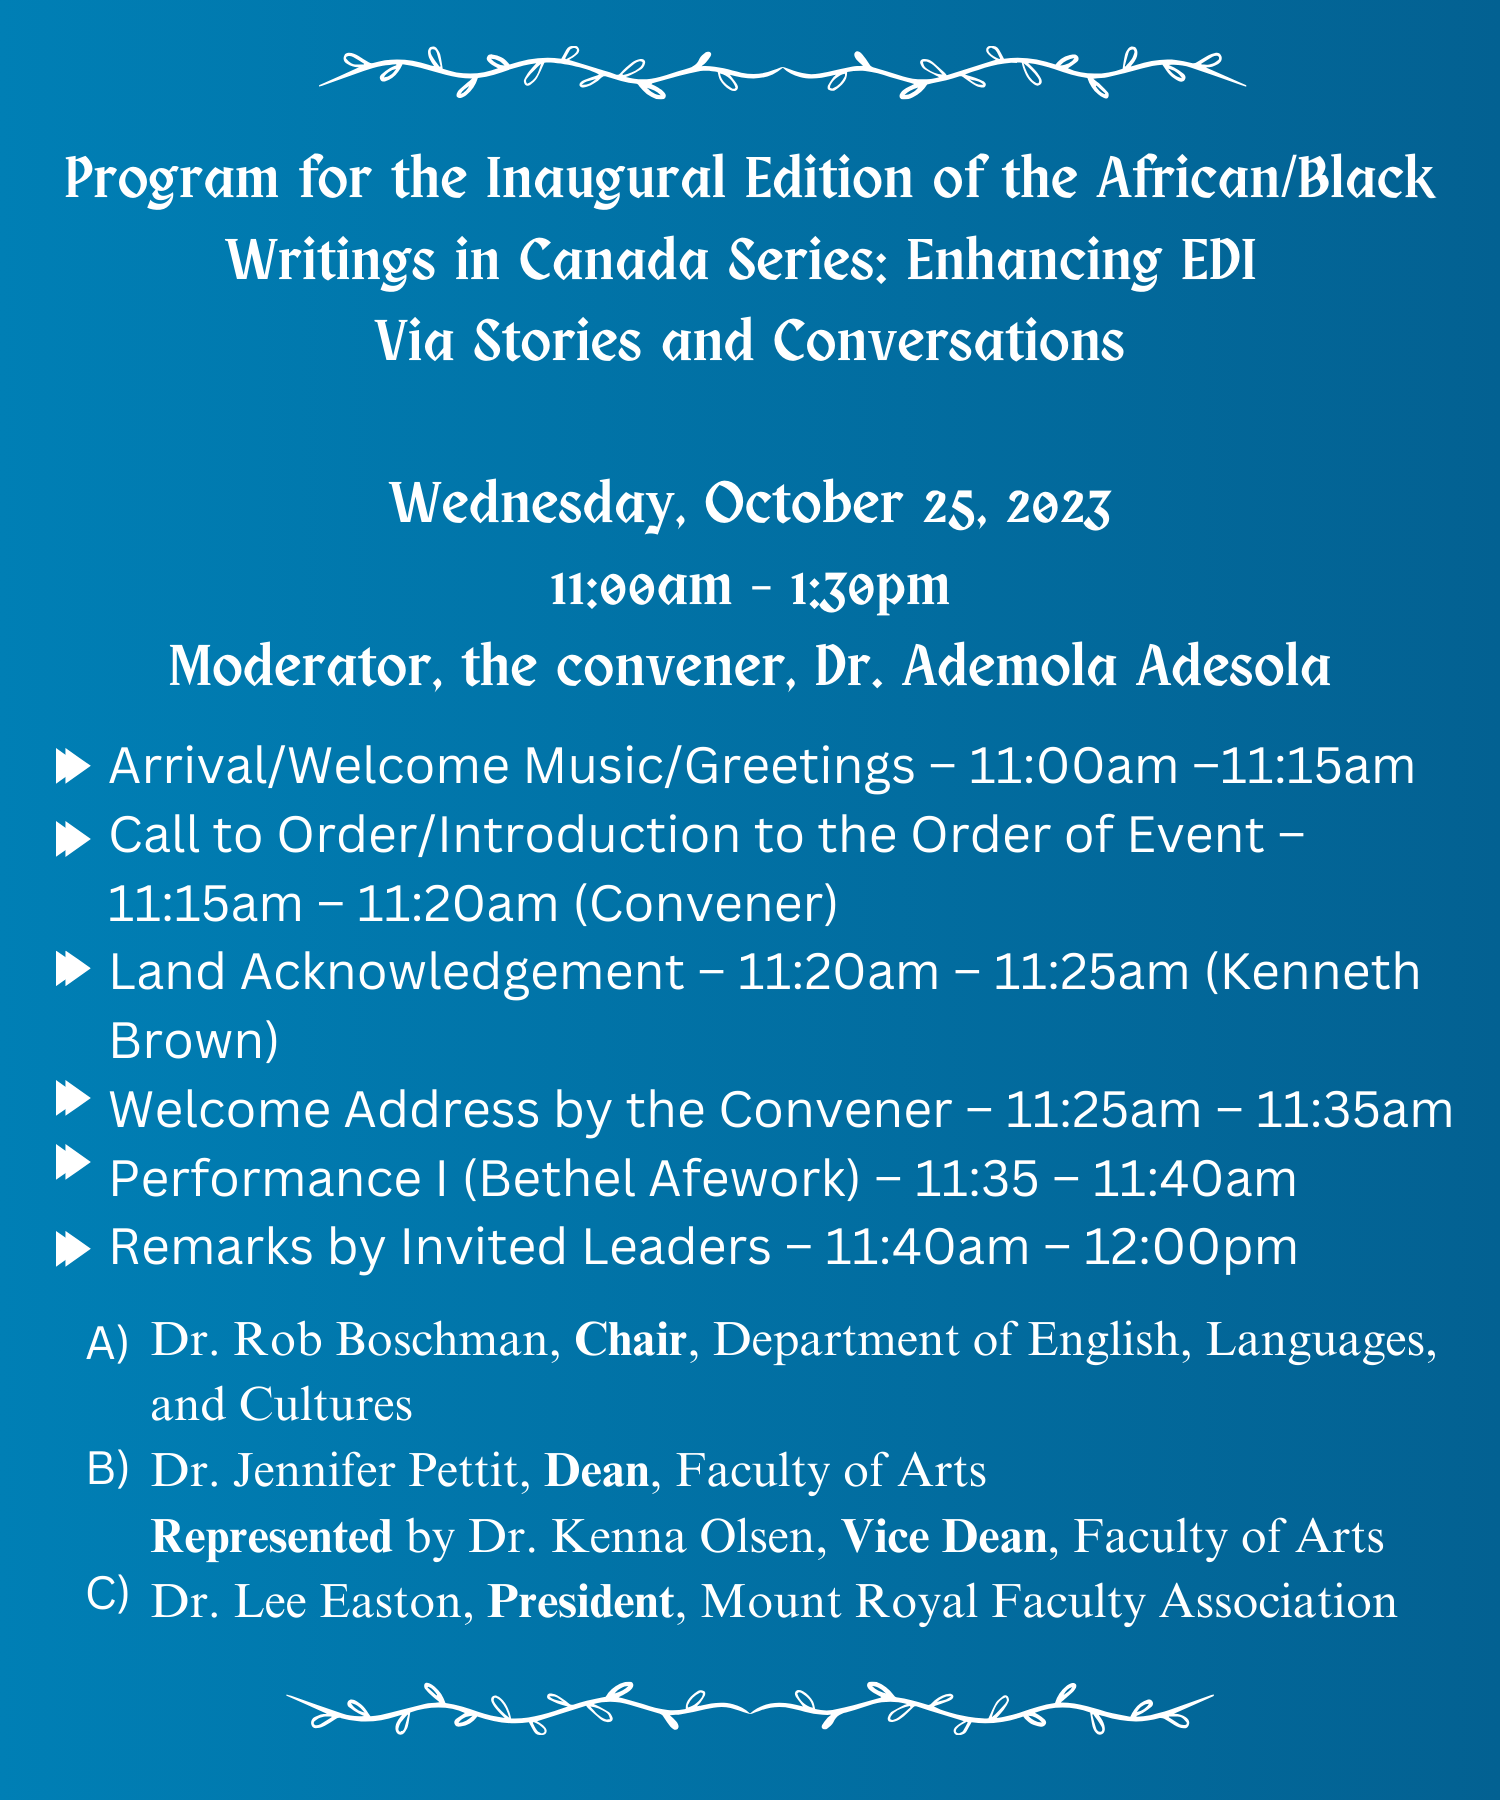 Program for the Inaugural Edition of the African/Black
Writings in Canada Series: Enhancing EDI
Via Stories and Conversations
Wednesday, October 25, 2023
11:00am - 1:30pm
Moderator, the convener, Dr. Ademola Adesola
Arrival/Welcome Music/Greetings – 11:00am –11:15am
Call to Order/Introduction to the Order of Event –
11:15am – 11:20am (Convener)
Land Acknowledgement – 11:20am – 11:25am (Kenneth
Brown)
Welcome Address by the Convener – 11:25am – 11:35am
Performance I (Bethel Afework) – 11:35 – 11:40am
Remarks by Invited Leaders – 11:40am – 12:00pm
A) Dr. Rob Boschman, Chair, Department of English, Languages,
and Cultures
B) Dr. Jennifer Pettit, Dean, Faculty of Arts
Represented by Dr. Kenna Olsen, Vice Dean, Faculty of Arts
C) Dr. Lee Easton, President, Mount Royal Faculty Association